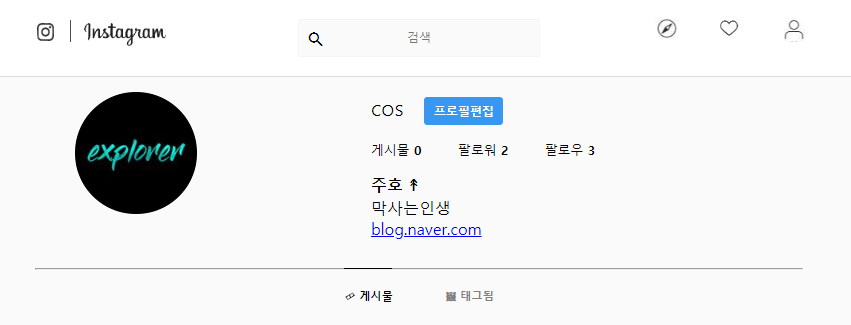 Instagram
검색
explorer
COS 프로필편집
게시물 0 팔로워 2 팔로우 3
주호 ↟
막사는인생
blog.naver.com
게시물 태그됨